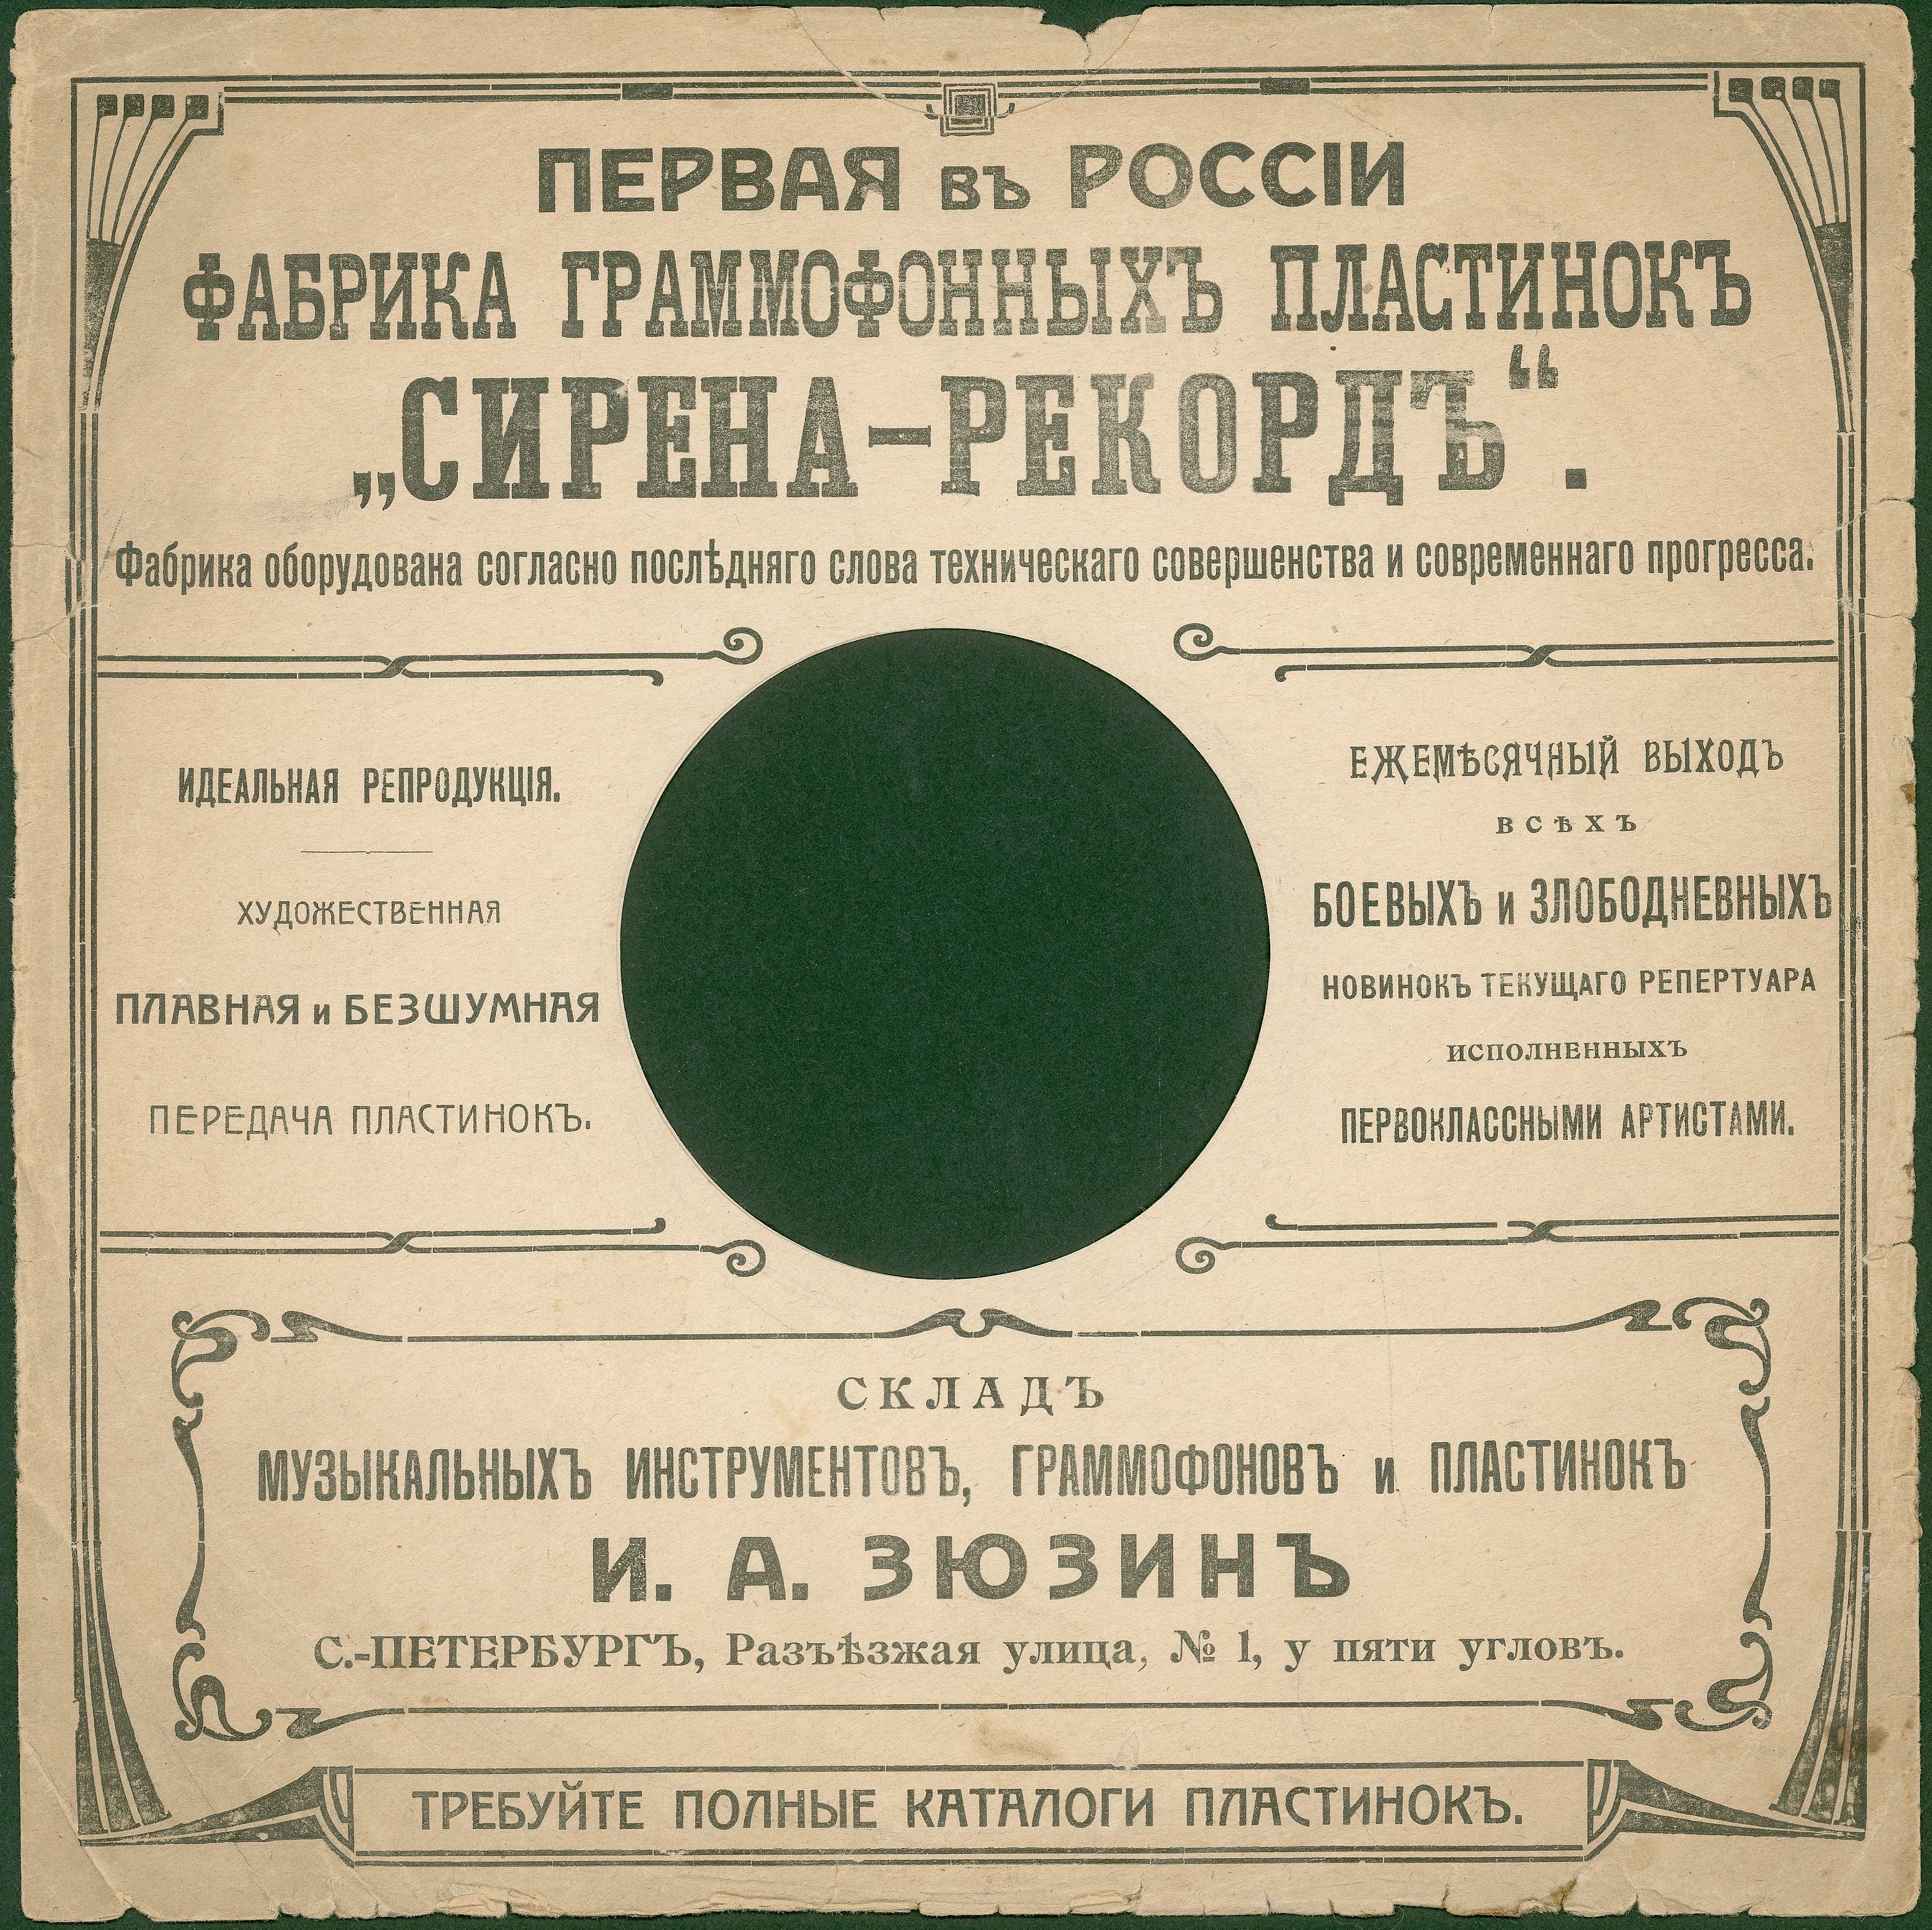 ПЕРВАЯ въ РОССІИ
ФАБРИКА ГРАММОФОННЫХЪ ПЛАСТИНОКЪ
„СИРЕНА-РЕКОРДЪ“.
Фабрика оборудована согласно послѣдняго слова техническаго совершенства и современнаго прогресса.
ИДЕАЛЬНАЯ РЕПРОДУКЦІЯ.
ХУДОЖЕСТВЕННАЯ
ПЛАВНАЯ и БЕЗШУМНАЯ
ПЕРЕДАЧА ПЛАСТИНОКЪ.
ЕЖЕМѢСЯЧНЫЙ ВЫХОДЪ
ВСѢХЪ
БОЕВЫХЪ и ЗЛОБОДНЕВНЫХЪ
НОВИНОКЪ ТЕКУЩАГО РЕПЕРТУАРА
ИСПОЛНЕННЫХЪ
ПЕРВОКЛАССНЫМИ АРТИСТАМИ.
СКЛАДЪ
МУЗЫКАЛЬНЫХЪ ИНСТРУМЕНТОВЪ, ГРАММОФОНОВЪ и ПЛАСТИНОКЪ
И. А. ЗЮЗИНЪ
С.-ПЕТЕРБУРГЪ, Разъѣзжая улица, № 1, у пяти угловъ.
ТРЕБУЙТЕ ПОЛНЫЕ КАТАЛОГИ ПЛАСТИНОКЪ.